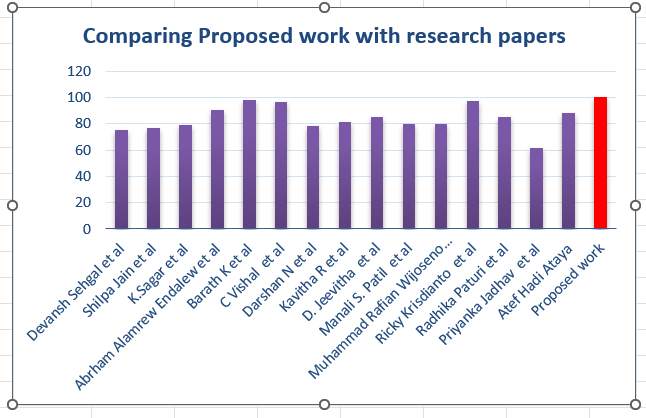 Comparing Proposed work with research papers
120
100
80
60
40
20
0
Devansh Sehgal et al
Shilpa Jain et al
K.Sagar et al
Abrham Alamrew Endalew et al
Barath K et al
C Vishal et al
Darshan N et al
Kavitha R et al
D. Jeevitha et al
Manali S. Patil et al
Muhammad Rafian Wijoseno…
Ricky Krisdianto et al
Radhika Paturi et al
Priyanka Jadhav et al
Atef Hadi Ataya
Proposed work